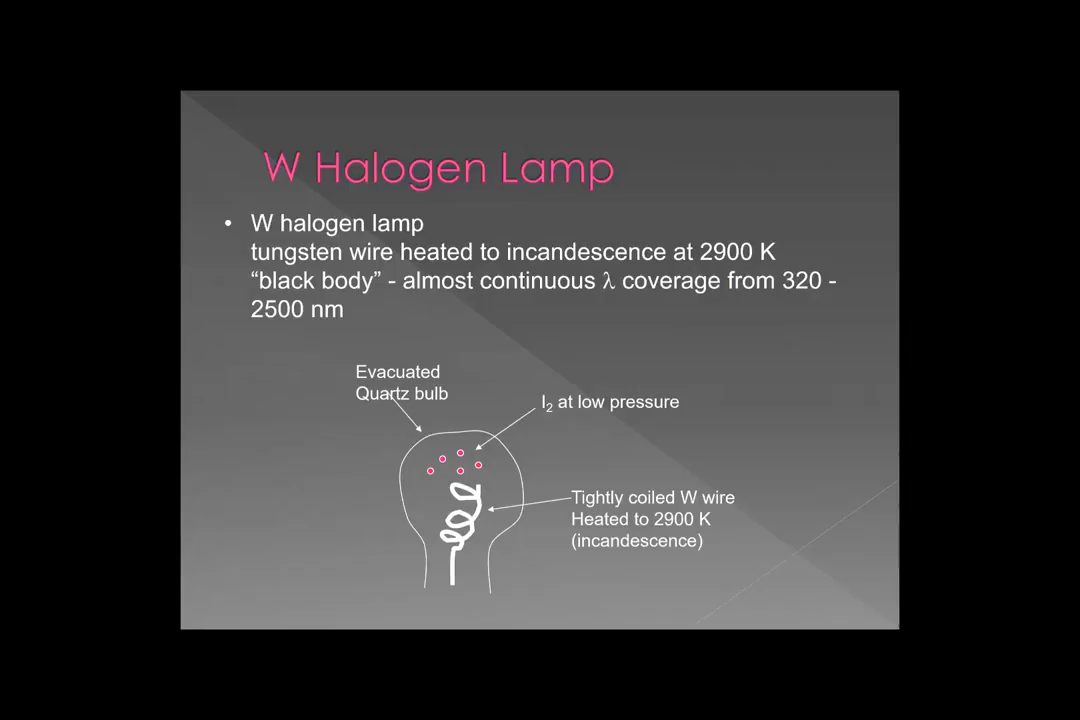 W Halogen Lamp
• W halogen lamp
tungsten wire heated to incandescence at 2900 K
“black body” - almost continuous λ coverage from 320 -
2500 nm
Evacuated
Quartz bulb
I₂ at low pressure
Tightly coiled W wire
Heated to 2900 K
(incandescence)